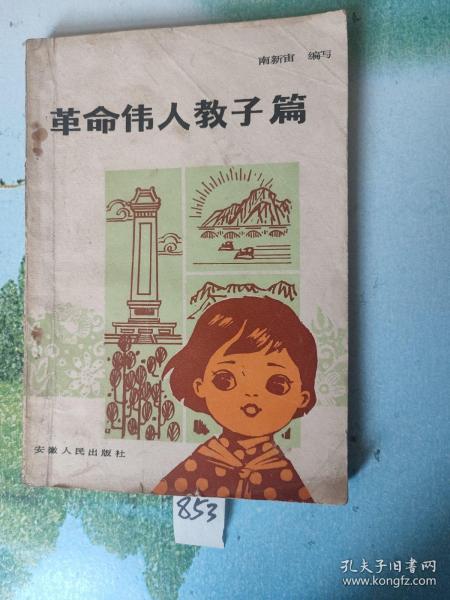 南新宙 编写
革命伟人教子篇
安徽人民出版社
853
孔夫子旧书网
www.kongfz.com